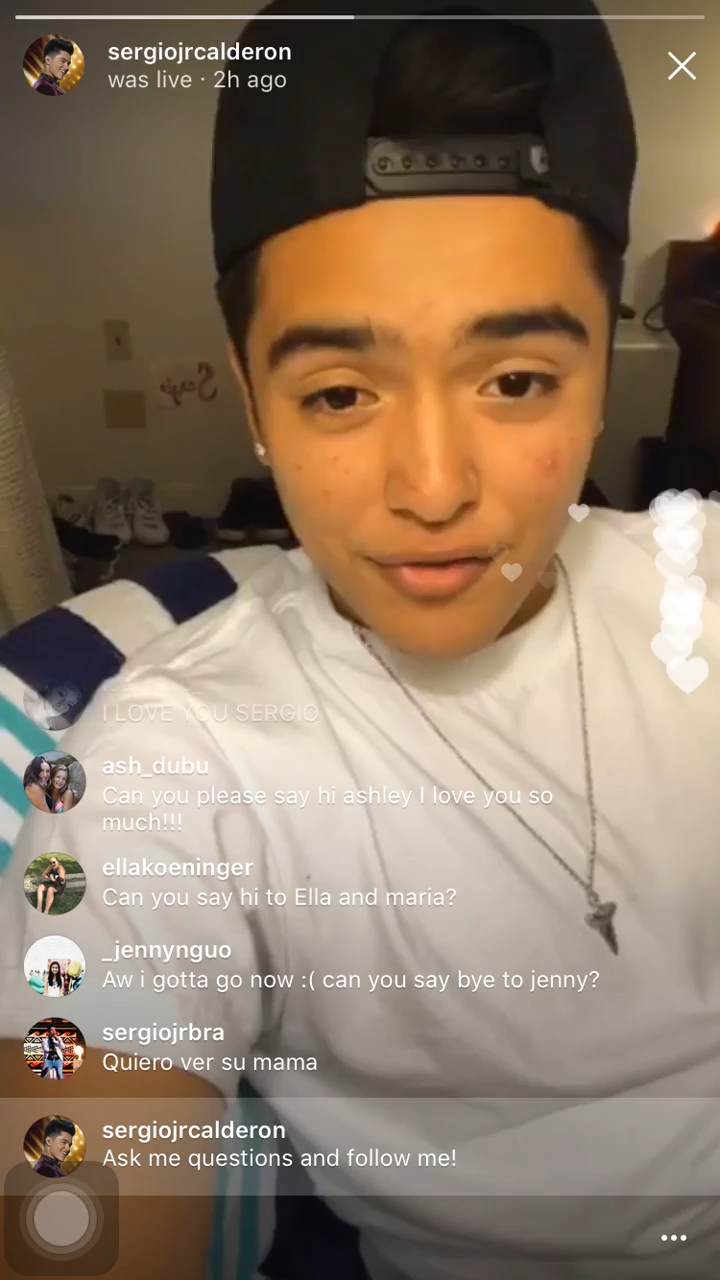 sergiojrcalderon
was live · 2h ago
I LOVE YOU SERGIO
ash_dubu
Can you please say hi ashley I love you so
much!!!
ellakoeninger
Can you say hi to Ella and maria?
_jennynguo
Aw i gotta go now :( can you say bye to jenny?
sergiojrbra
Quiero ver su mama
sergiojrcalderon
Ask me questions and follow me!